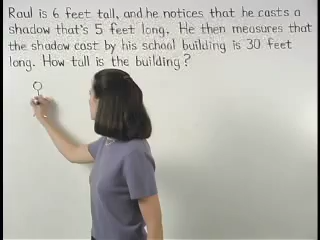 Raul is 6 feet tall, and he notices that he casts a
shadow that's 5 feet long. He then measures that
the shadow cast by his school building is 30 feet
long. How tall is the building?